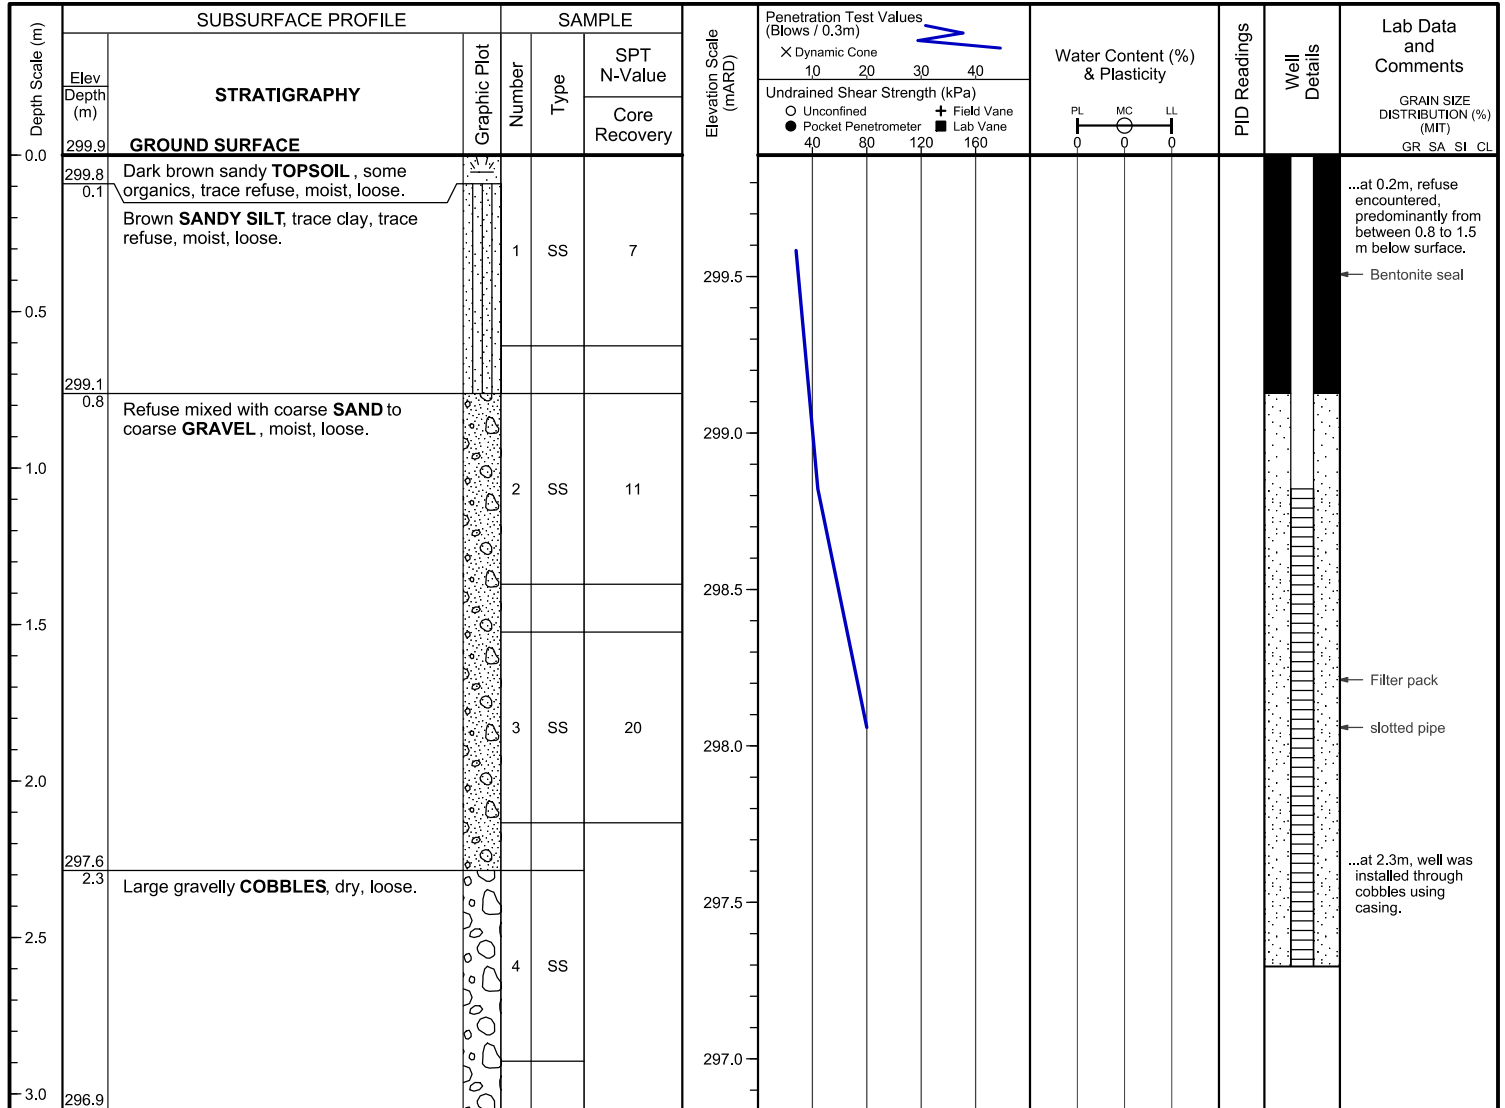 SUBSURFACE PROFILE
SAMPLE
Depth Scale (m)
Elev
Depth
(m)
STRATIGRAPHY
Graphic Plot
Number
Type
SPT
N-Value
Core
Recovery
Elevation Scale
(mARD)
Penetration Test Values
(Blows / 0.3m)
X Dynamic Cone
10 20 30 40
Undrained Shear Strength (kPa)
Unconfined
Field Vane
Pocket Penetrometer
Lab Vane
40 80 120 160
Water Content (%)
& Plasticity
PL MC LL
0 0 0
PID Readings
Well
Details
Lab Data
and
Comments
GRAIN SIZE
DISTRIBUTION (%)
(MIT)
GR SA SI CL
299.9 GROUND SURFACE
0.0
0.5
1.0
1.5
2.0
2.5
3.0
299.8
0.1
Dark brown sandy TOPSOIL , some
organics, trace refuse, moist, loose.
Brown SANDY SILT, trace clay, trace
refuse, moist, loose.
299.1
0.8
Refuse mixed with coarse SAND to
coarse GRAVEL , moist, loose.
297.6
2.3
Large gravelly COBBLES, dry, loose.
296.9
1 SS 7
2 SS 11
3 SS 20
4 SS
299.5
299.0
298.5
298.0
297.5
297.0
...at 0.2m, refuse
encountered,
predominantly from
between 0.8 to 1.5
m below surface.
Bentonite seal
Filter pack
slotted pipe
...at 2.3m, well was
installed through
cobbles using
casing.